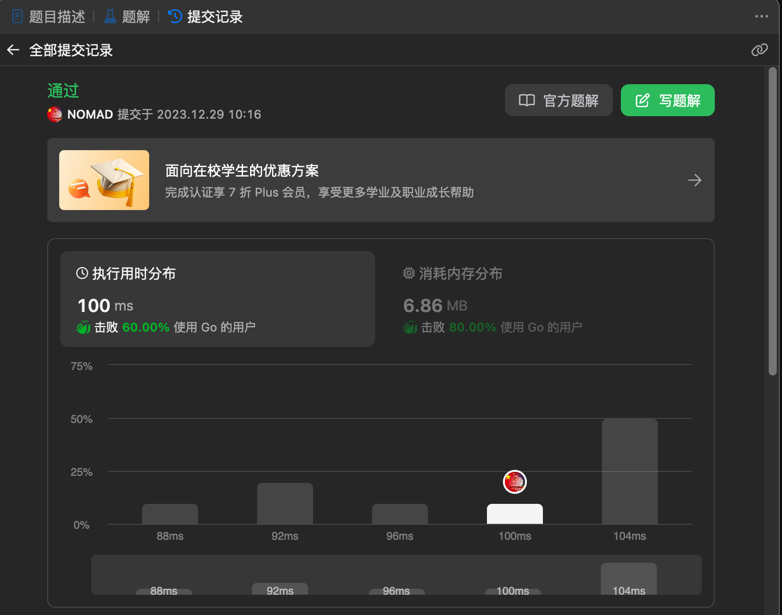 题目描述 题解 提交记录
全部提交记录
通过
NOMAD 提交于 2023.12.29 10:16
官方题解
写题解
面向在校学生的优惠方案
完成认证享 7 折 Plus 会员，享受更多学业及职业成长帮助
执行用时分布
100 ms
击败 60.00% 使用 Go 的用户
消耗内存分布
6.86 MB
击败 80.00% 使用 Go 的用户
75%
50%
25%
0%
88ms 92ms 96ms 100ms 104ms
88ms 92ms 96ms 100ms 104ms